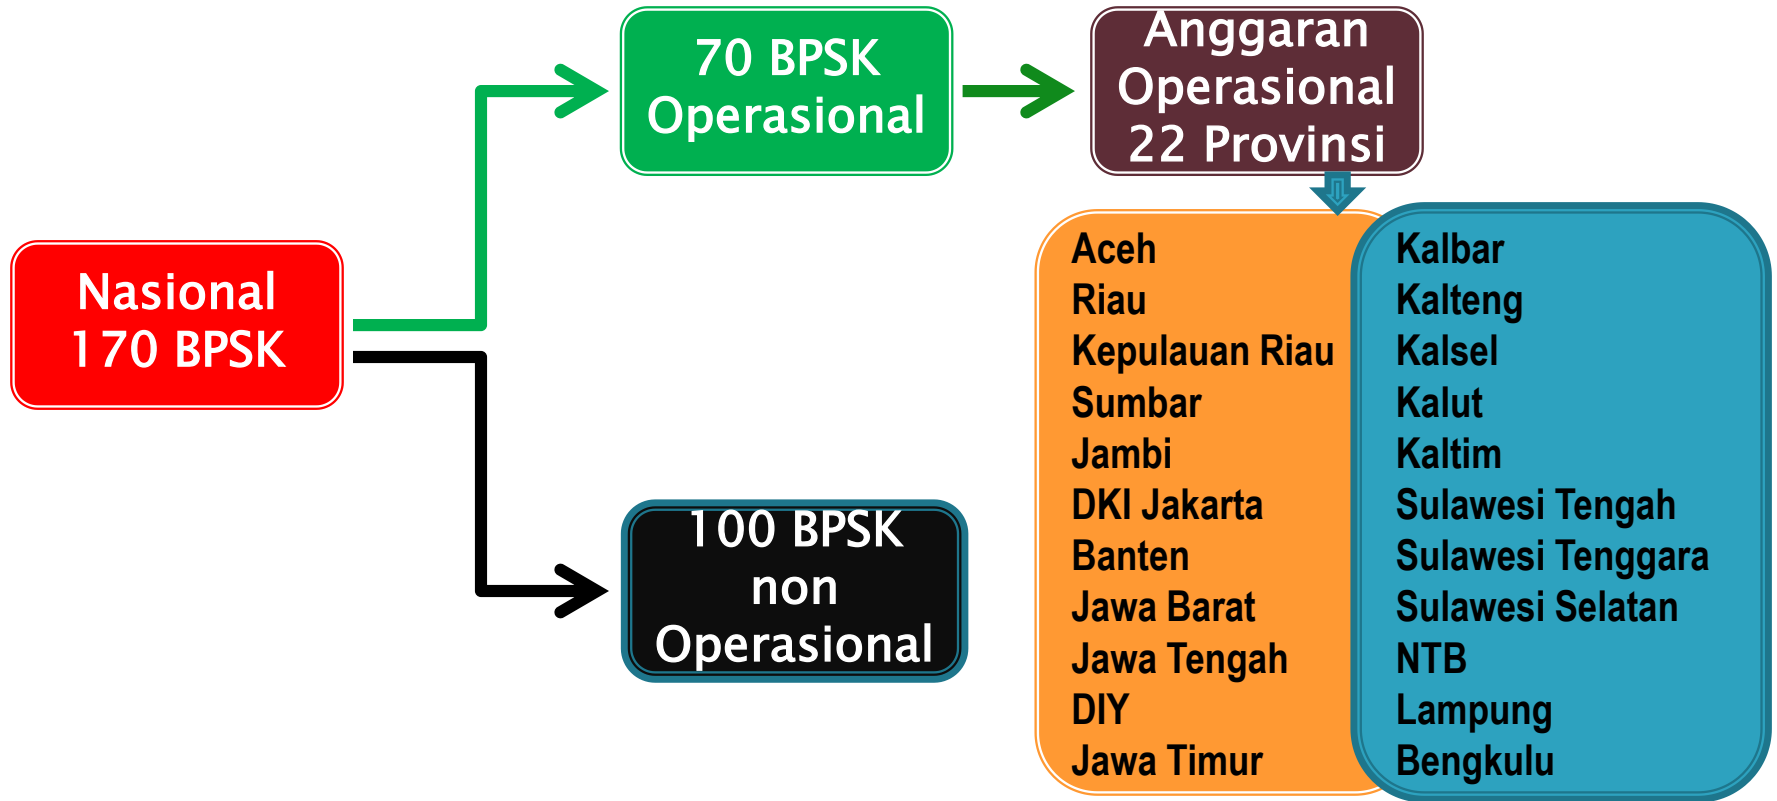 70 BPSK
Operasional
Anggaran
Operasional
22 Provinsi
Nasional
170 BPSK
100 BPSK
non
Operasional
Aceh
Riau
Kepulauan Riau
Sumbar
Jambi
DKI Jakarta
Banten
Jawa Barat
Jawa Tengah
DIY
Jawa Timur
Kalbar
Kalteng
Kalsel
Kalut
Kaltim
Sulawesi Tengah
Sulawesi Tenggara
Sulawesi Selatan
NTB
Lampung
Bengkulu